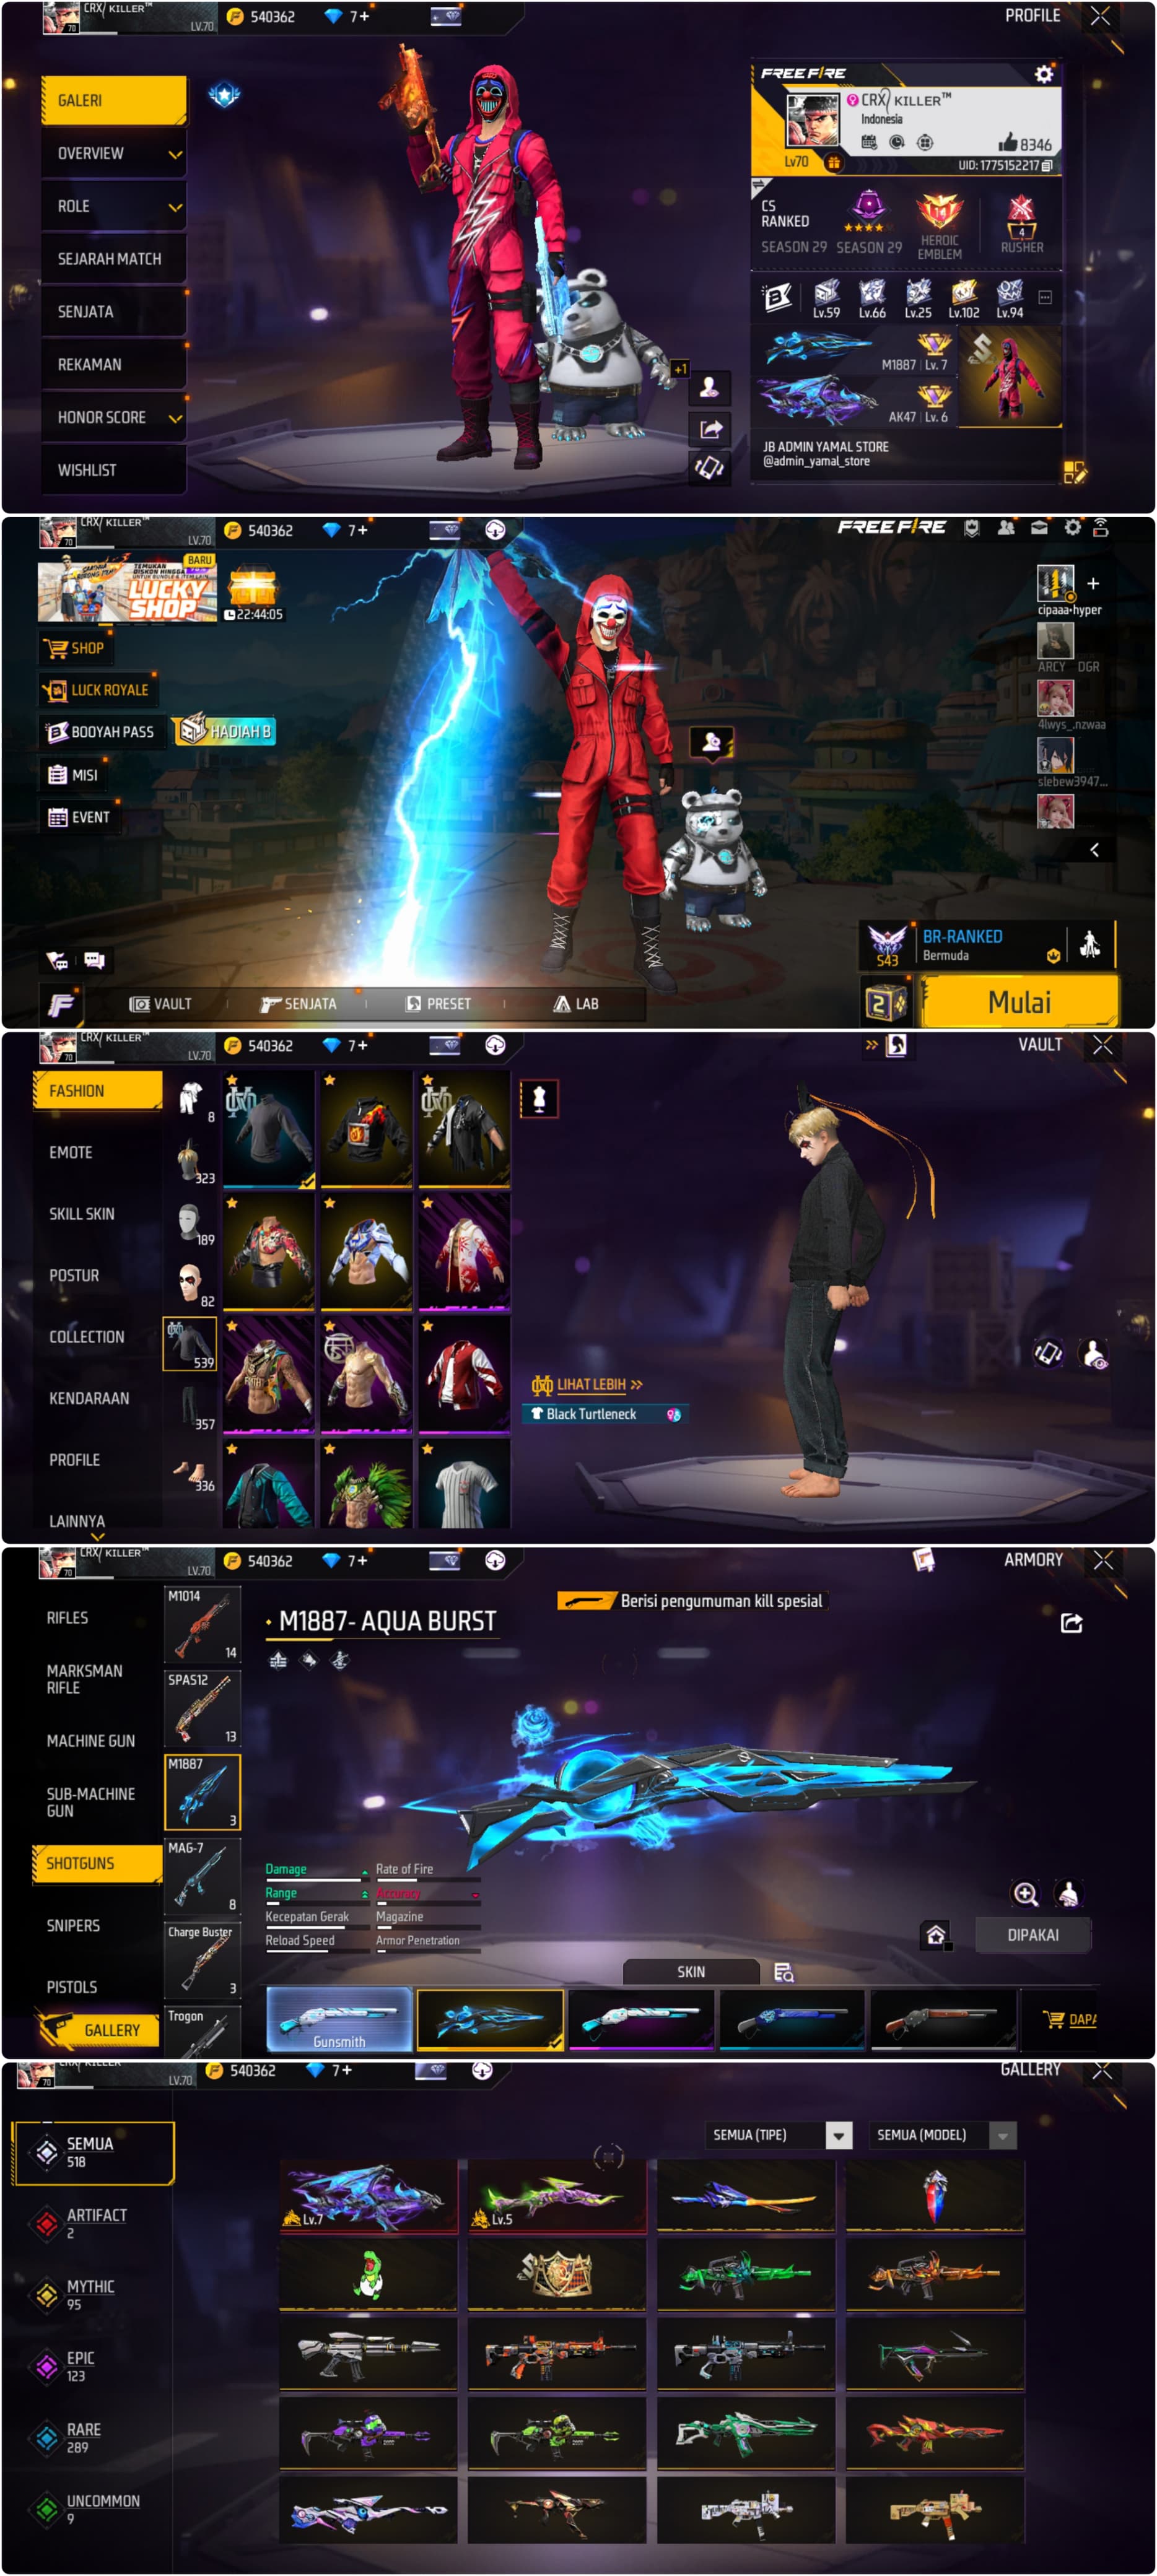 CRX KILLER™
70
LV.70
540362
7+
PROFILE
GALERI
OVERVIEW
ROLE
SEJARAH MATCH
SENJATA
REKAMAN
HONOR SCORE
WISHLIST
+1
FREE FIRE
CRX KILLER™
Indonesia
8346
Lv70
UID: 1775152217
CS
RANKED
SEASON 29
SEASON 29
HEROIC
EMBLEM
4
RUSHER
Lv.59
Lv.66
Lv.25
Lv.102
Lv.94
M1887 Lv. 7
AK47 Lv. 6
JB ADMIN YAMAL STORE
@admin_yamal_store
CRX KILLER™
70
LV.70
540362
7+
FREE FIRE
BARU
TEMUKAN
DISKON HINGGA
LUCKY
SHOP
22:44:05
SHOP
LUCK ROYALE
BOOYAH PASS
HADIAH B
MISI
EVENT
cipaaa•hyper
ARCY DGR
4lwys_.nzwaa
slebew3947...
S43
BR-RANKED
Bermuda
VAULT
SENJATA
PRESET
LAB
2
Mulai
CRX KILLER™
70
LV.70
540362
7+
VAULT
FASHION
EMOTE
SKILL SKIN
POSTUR
COLLECTION
KENDARAAN
PROFILE
LAINNYA
8
323
189
82
539
357
336
LIHAT LEBIH >>
Black Turtleneck
CRX KILLER™
70
LV.70
540362
7+
ARMORY
RIFLES
MARKSMAN
RIFLE
MACHINE GUN
SUB-MACHINE
GUN
SHOTGUNS
SNIPERS
PISTOLS
GALLERY
M1014
14
SPAS12
13
M1887
3
MAG-7
8
Charge Buster
3
Trogon
M1887- AQUA BURST
Berisi pengumuman kill spesial
Damage
Rate of Fire
Range
Accuracy
Kecepatan Gerak
Magazine
Reload Speed
Armor Penetration
DIPAKAI
SKIN
Gunsmith
DAPA
CRX KILLER
70
LV.70
540362
7+
GALLERY
SEMUA
518
ARTIFACT
2
MYTHIC
95
EPIC
123
RARE
289
UNCOMMON
9
SEMUA (TIPE)
SEMUA (MODEL)
Lv.7
Lv.5